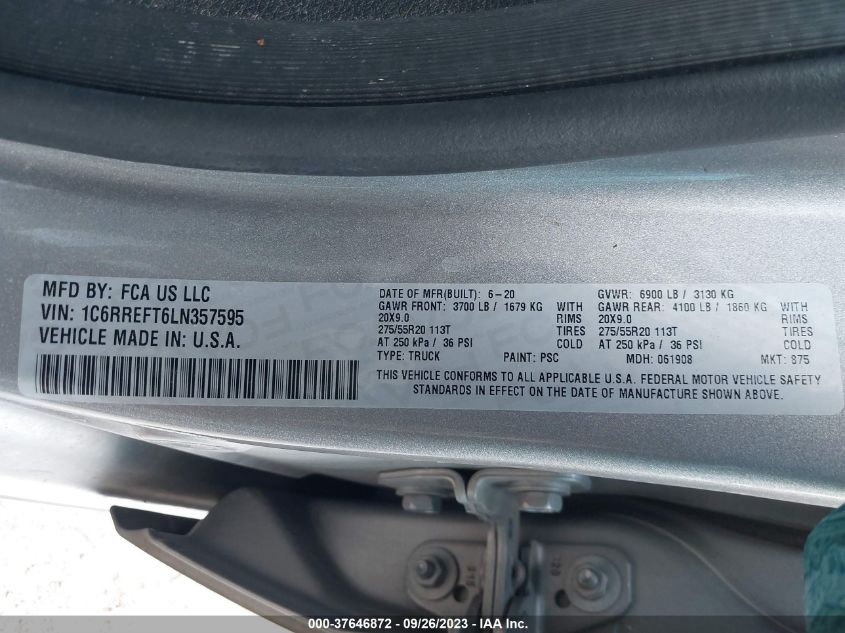 MFD BY: FCA US LLC
VIN: 1C6RREFT6LN357595
VEHICLE MADE IN: U.S.A.
DATE OF MFR(BUILT): 6-20 GVWR: 6900 LB / 3130 KG
GAWR FRONT: 3700 LB / 1679 KG WITH GAWR REAR: 4100 LB / 1860 KG WITH
20X9.0 RIMS 20X9.0 RIMS
275/55R20 113T TIRES 275/55R20 113T TIRES
AT 250 kPa / 36 PSI COLD AT 250 kPa / 36 PSI COLD
TYPE: TRUCK PAINT: PSC MDH: 061908 MKT: 875
THIS VEHICLE CONFORMS TO ALL APPLICABLE U.S.A. FEDERAL MOTOR VEHICLE SAFETY
STANDARDS IN EFFECT ON THE DATE OF MANUFACTURE SHOWN ABOVE.
000-37646872 - 09/26/2023 - IAA Inc.